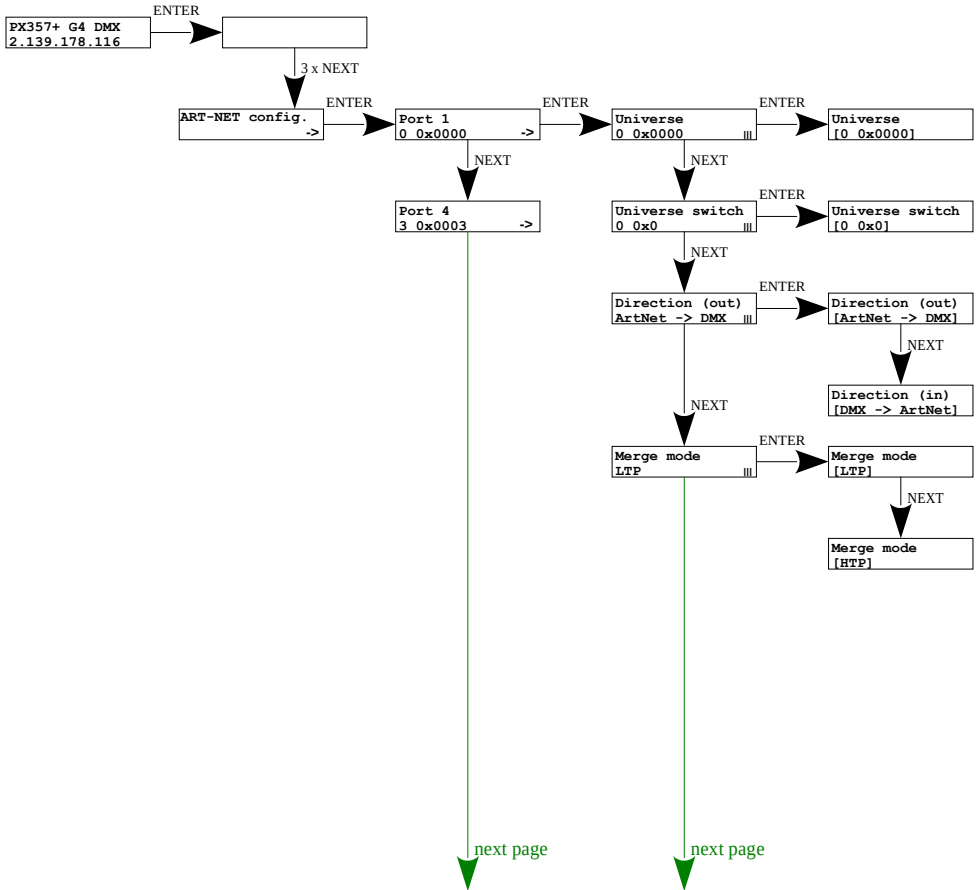 ENTER
PX357+ G4 DMX
2.139.178.116
3 x NEXT
ENTER
ENTER
ENTER
ART-NET config.
->
Port 1
0 0x0000 ->
Universe
0 0x0000 |||
Universe
[0 0x0000]
NEXT
NEXT
ENTER
Port 4
3 0x0003 ->
Universe switch
0 0x0 |||
Universe switch
[0 0x0]
NEXT
ENTER
Direction (out)
ArtNet -> DMX |||
Direction (out)
[ArtNet -> DMX]
NEXT
Direction (in)
[DMX -> ArtNet]
NEXT
ENTER
Merge mode
LTP |||
Merge mode
[LTP]
NEXT
Merge mode
[HTP]
next page
next page